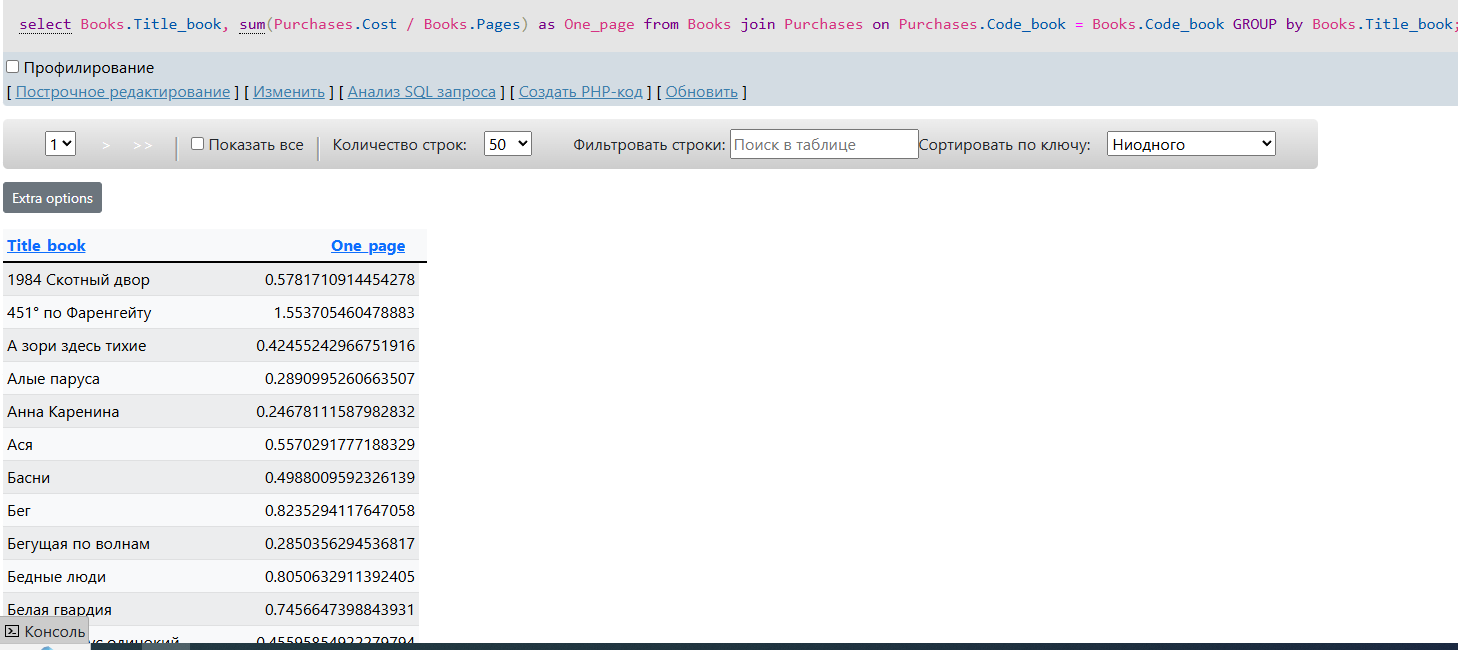 select Books.Title_book, sum(Purchases.Cost / Books.Pages) as One_page from Books join Purchases on Purchases.Code_book = Books.Code_book GROUP by Books.Title_book;
Профилирование
[ Построчное редактирование ] [ Изменить ] [ Анализ SQL запроса ] [ Создать PHP-код ] [ Обновить ]
1 > >> Показать все Количество строк: 50 Фильтровать строки: Поиск в таблице Сортировать по ключу: Ниодного
Extra options
Title_book One_page
1984 Скотный двор 0.5781710914454278
451° по Фаренгейту 1.553705460478883
А зори здесь тихие 0.42455242966751916
Алые паруса 0.2890995260663507
Анна Каренина 0.24678111587982832
Ася 0.5570291777188329
Басни 0.4988009592326139
Бег 0.8235294117647058
Бегущая по волнам 0.2850356294536817
Бедные люди 0.8050632911392405
Белая гвардия 0.7456647398843931
Консоль одинокий 0.45595854922279794